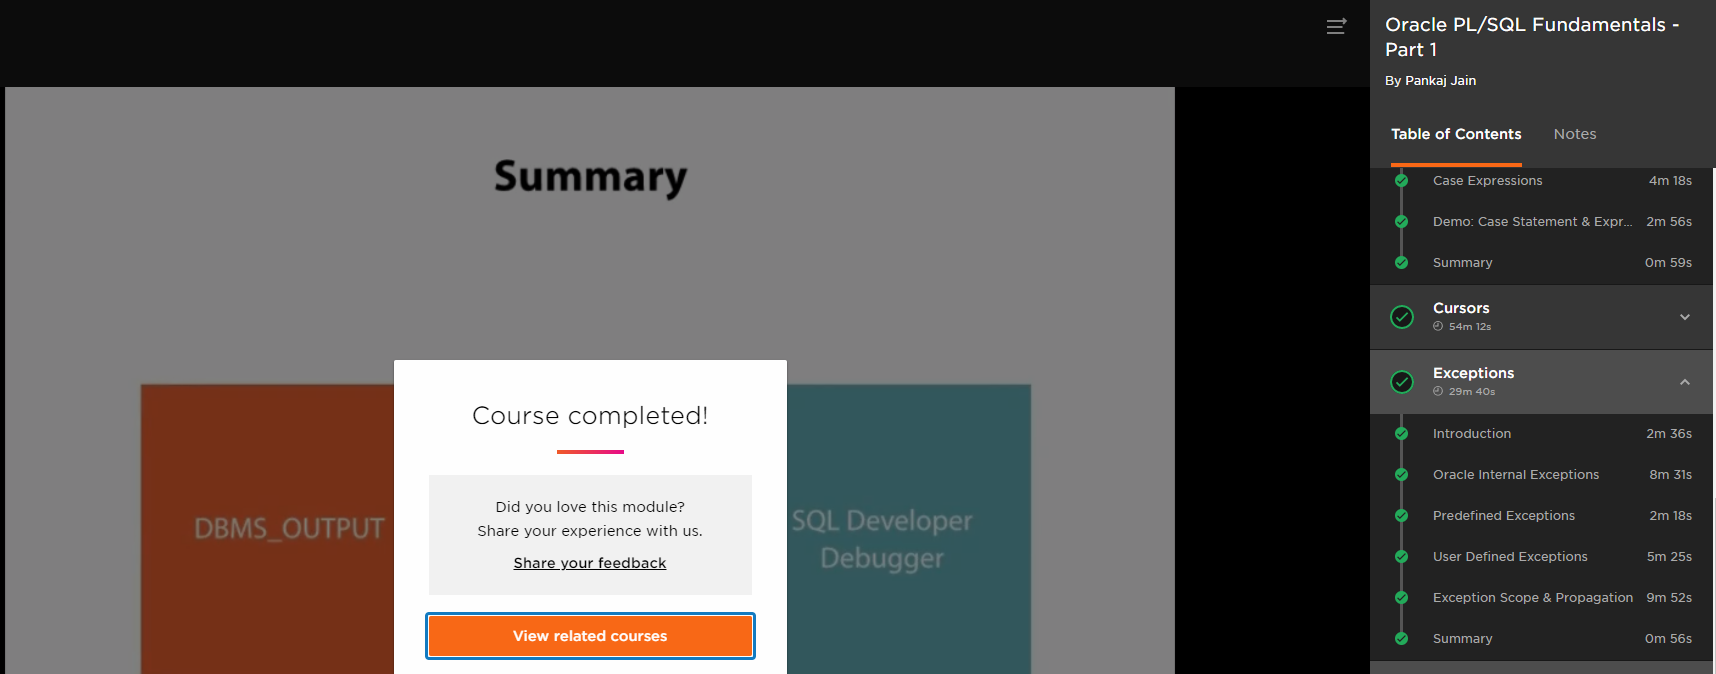 Summary
DBMS_OUTPUT
SQL Developer
Debugger
Course completed!
Did you love this module?
Share your experience with us.
Share your feedback
View related courses
Oracle PL/SQL Fundamentals -
Part 1
By Pankaj Jain
Table of Contents Notes
Case Expressions 4m 18s
Demo: Case Statement & Expr... 2m 56s
Summary 0m 59s
Cursors
54m 12s
Exceptions
29m 40s
Introduction 2m 36s
Oracle Internal Exceptions 8m 31s
Predefined Exceptions 2m 18s
User Defined Exceptions 5m 25s
Exception Scope & Propagation 9m 52s
Summary 0m 56s